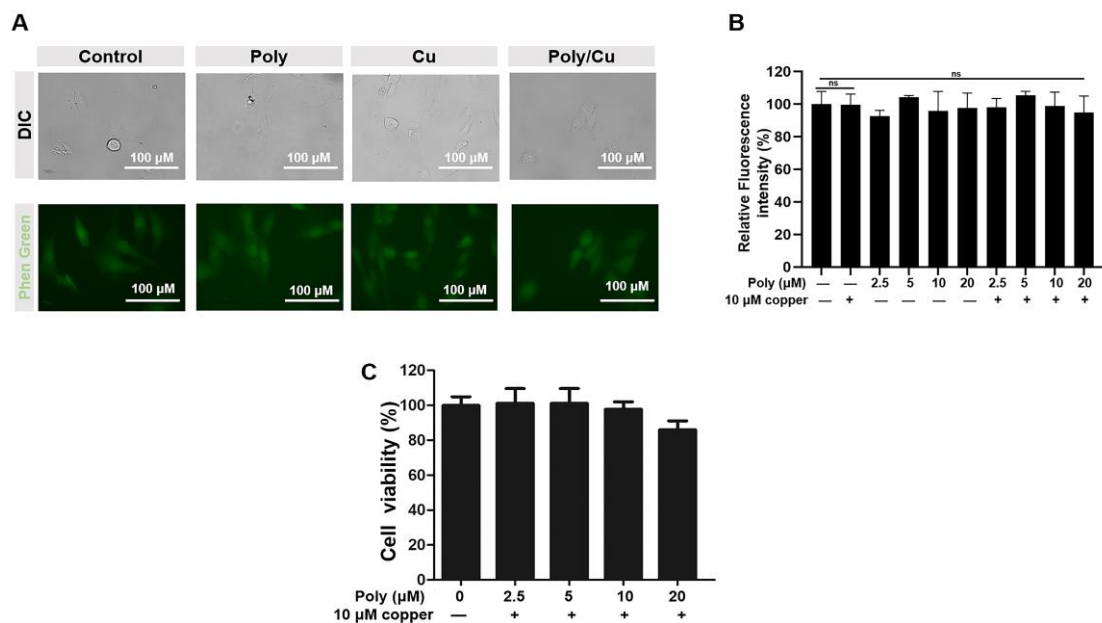 A
Control Poly Cu Poly/Cu
DIC
100 µM 100 µM 100 µM 100 µM
Phen Green
100 µM 100 µM 100 µM 100 µM
B
Relative Fluorescence
intensity (%)
120
100
80
60
40
20
0
ns
ns
Poly (µM) — — 2.5 5 10 20 2.5 5 10 20
10 µM copper — + — — — — + + + +
C
Cell viability (%)
120
100
80
60
40
20
0
Poly (µM) 0 2.5 5 10 20
10 µM copper — + + + +